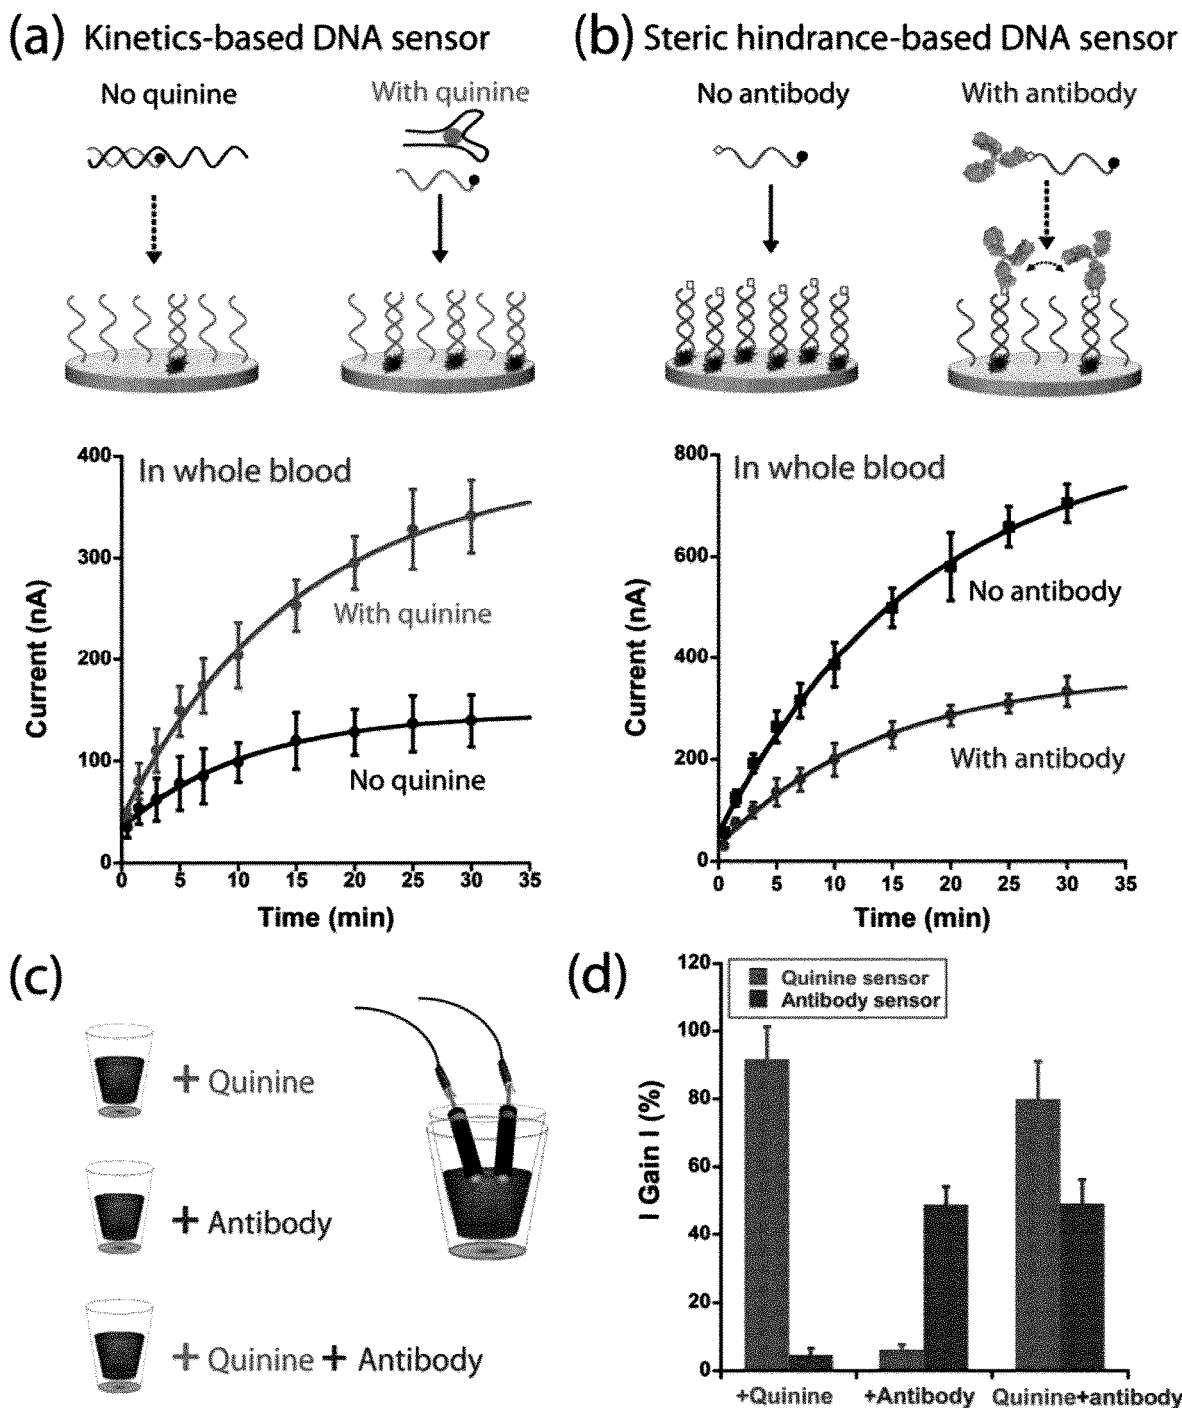 (a) Kinetics-based DNA sensor
No quinine
With quinine
In whole blood
Current (nA)
400
300
200
100
0
With quinine
No quinine
0 5 10 15 20 25 30 35
Time (min)
(b) Steric hindrance-based DNA sensor
No antibody
With antibody
In whole blood
Current (nA)
800
600
400
200
0
No antibody
With antibody
0 5 10 15 20 25 30 35
Time (min)
(c)
+ Quinine
+ Antibody
+ Quinine + Antibody
(d)
I Gain I (%)
120
100
80
60
40
20
0
Quinine sensor
Antibody sensor
+Quinine +Antibody Quinine+antibody